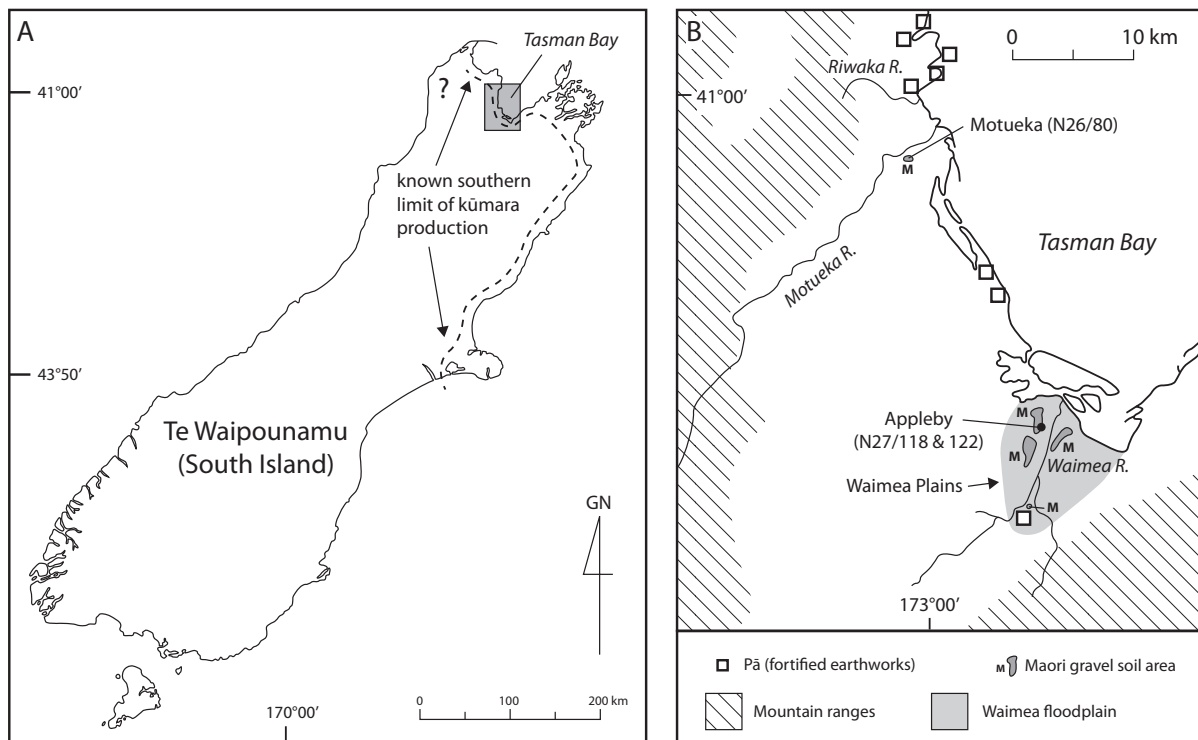 A
Tasman Bay
41°00′
?
known southern
limit of kūmara
production
43°50′
Te Waipounamu
(South Island)
GN
170°00′
0 100 200 km
B
0 10 km
Riwaka R.
41°00′
Motueka (N26/80)
M
Motueka R.
Tasman Bay
Appleby
(N27/118 & 122)
M
M
M
Waimea R.
Waimea Plains
M
173°00′
Pā (fortified earthworks)
M Maori gravel soil area
Mountain ranges
Waimea floodplain